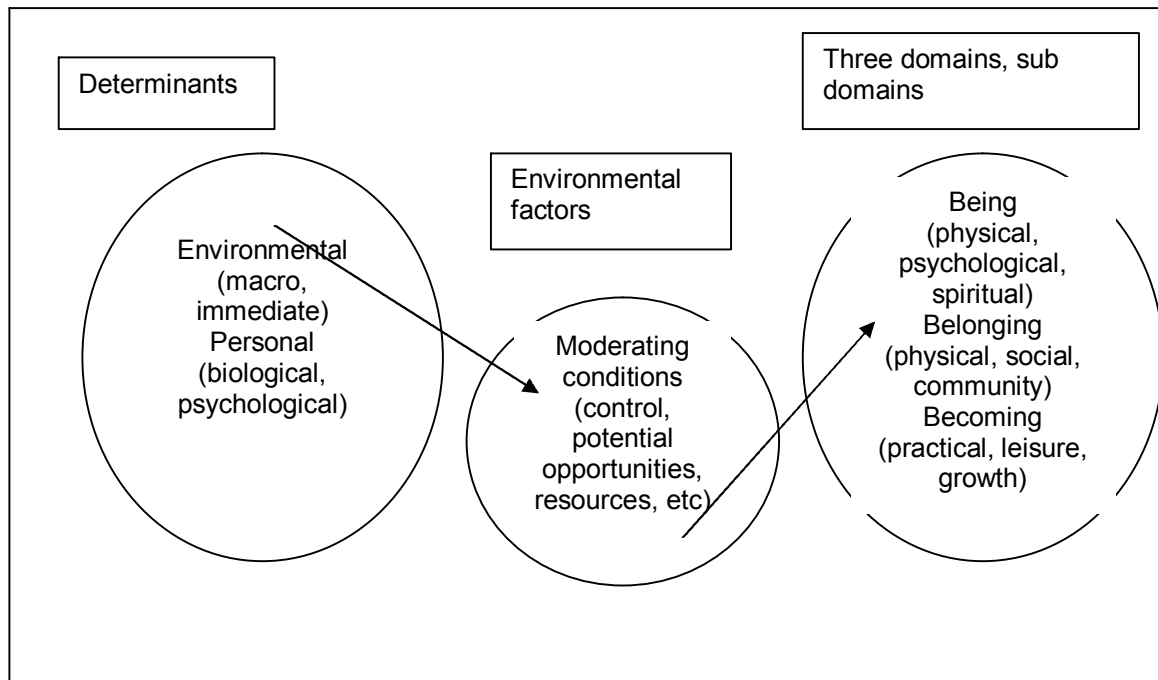 Determinants
Environmental
(macro,
immediate)
Personal
(biological,
psychological)
Environmental
factors
Moderating
conditions
(control,
potential
opportunities,
resources, etc)
Three domains, sub
domains
Being
(physical,
psychological,
spiritual)
Belonging
(physical, social,
community)
Becoming
(practical, leisure,
growth)